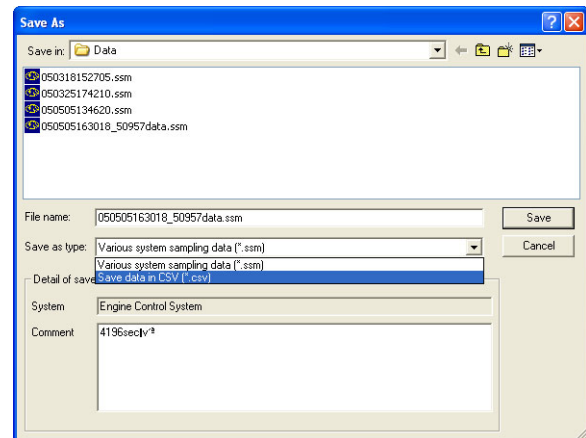 Save As
Save in: Data
050318152705.ssm
050325174210.ssm
050505134620.ssm
050505163018_50957data.ssm
File name: 050505163018_50957data.ssm Save
Save as type: Various system sampling data (*.ssm) Cancel
Various system sampling data (*.ssm)
Detail of save Save data in CSV (*.csv)
System Engine Control System
Comment 4196sec